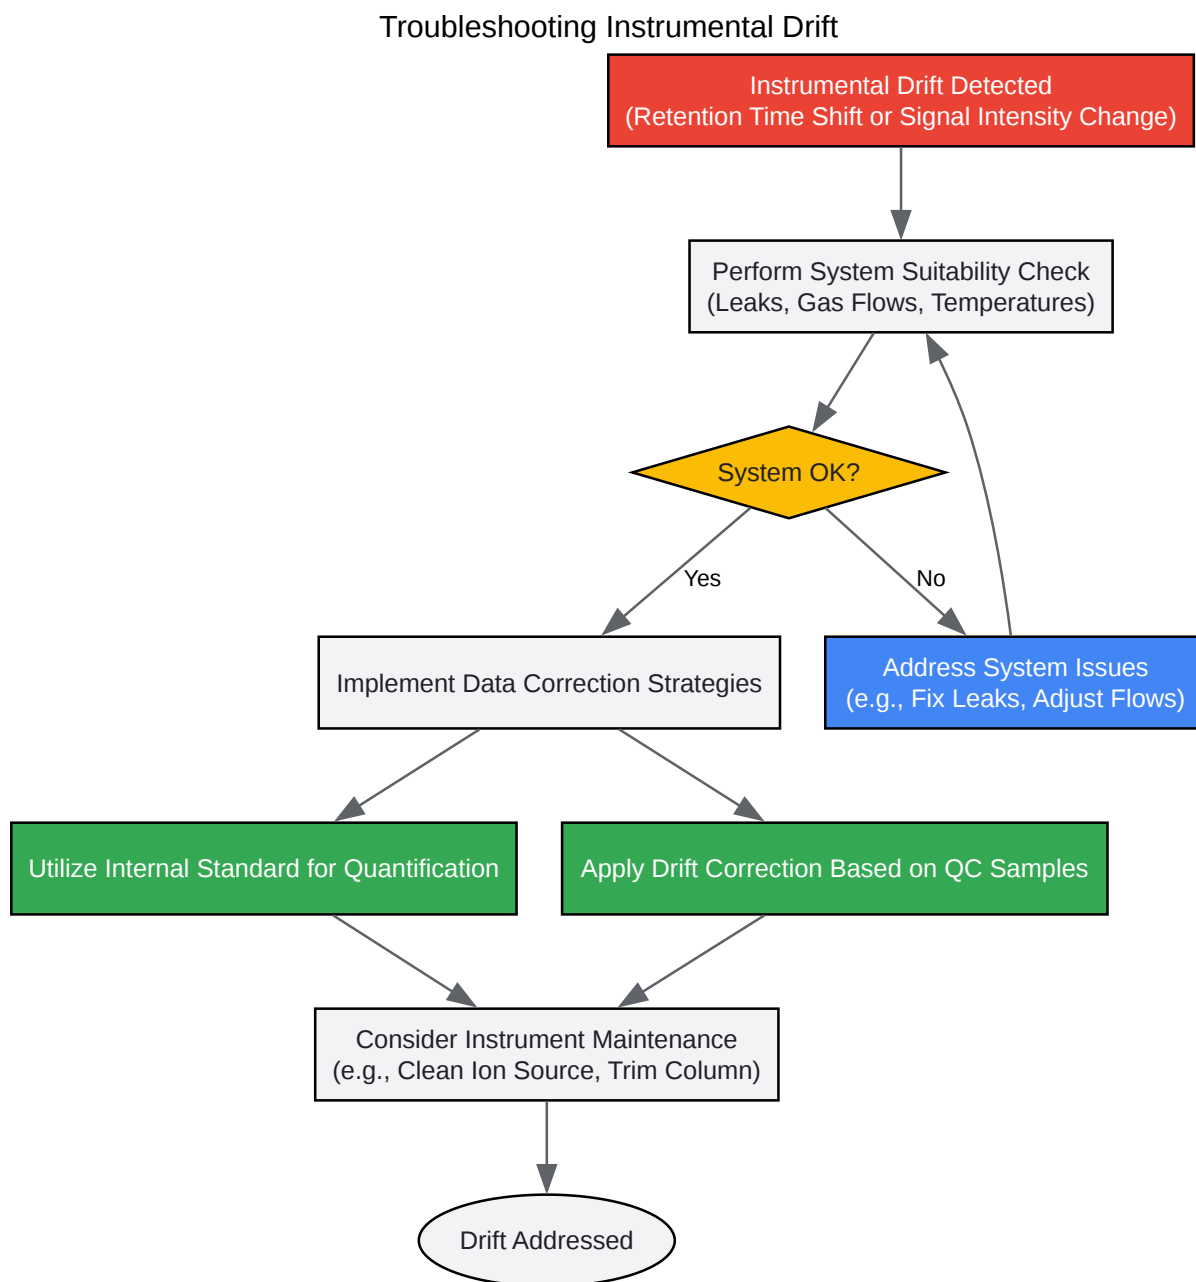 Troubleshooting Instrumental Drift
Instrumental Drift Detected
(Retention Time Shift or Signal Intensity Change)
Perform System Suitability Check
(Leaks, Gas Flows, Temperatures)
System OK?
Yes
No
Implement Data Correction Strategies
Address System Issues
(e.g., Fix Leaks, Adjust Flows)
Utilize Internal Standard for Quantification
Apply Drift Correction Based on QC Samples
Consider Instrument Maintenance
(e.g., Clean Ion Source, Trim Column)
Drift Addressed